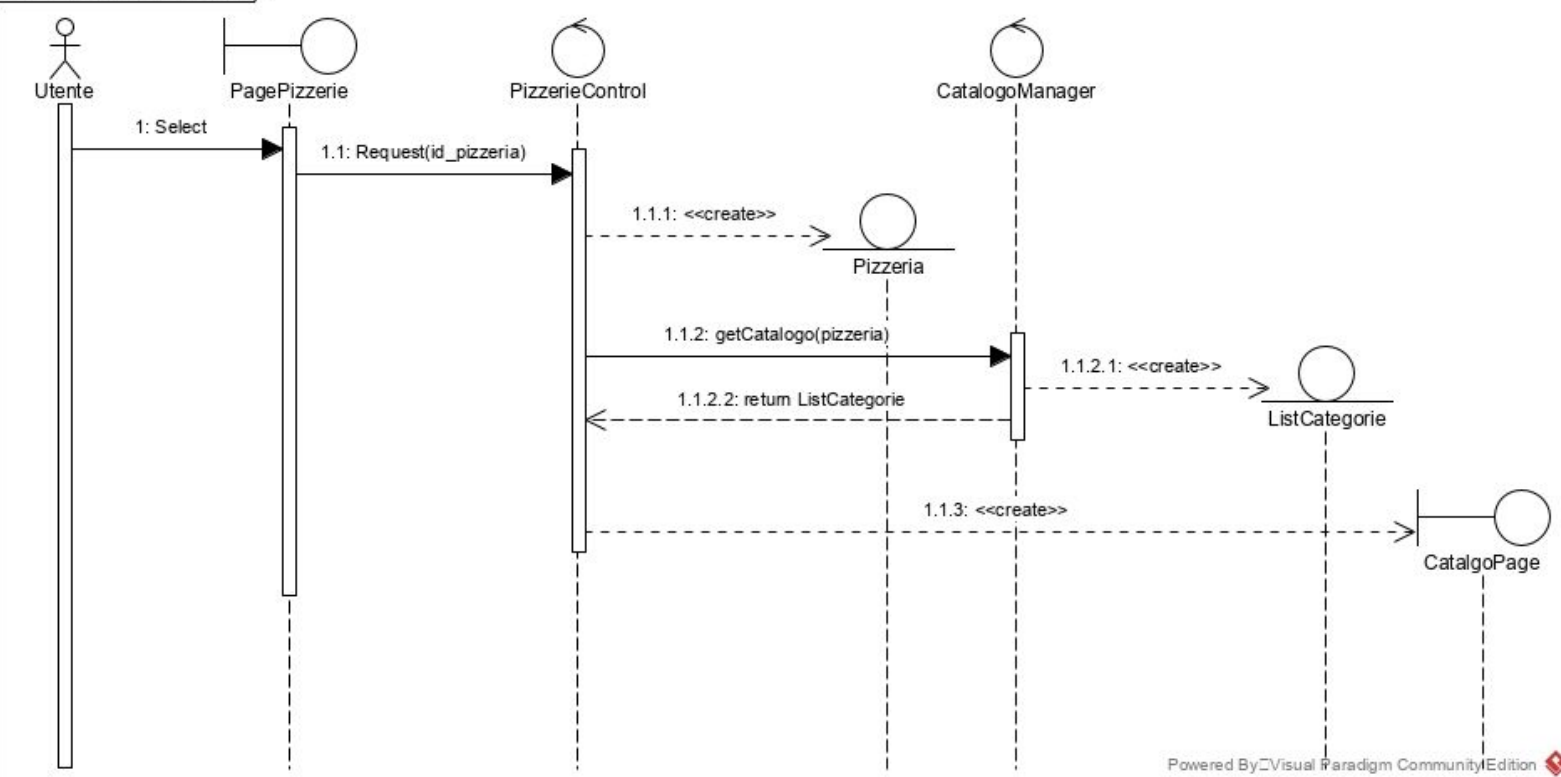 Utente
PagePizzerie
PizzerieControl
CatalogoManager
1: Select
1.1: Request(id_pizzeria)
1.1.1: <<create>>
Pizzeria
1.1.2: getCatalogo(pizzeria)
1.1.2.1: <<create>>
1.1.2.2: return ListCategorie
ListCategorie
1.1.3: <<create>>
CatalgoPage
Powered By Visual Paradigm Community Edition